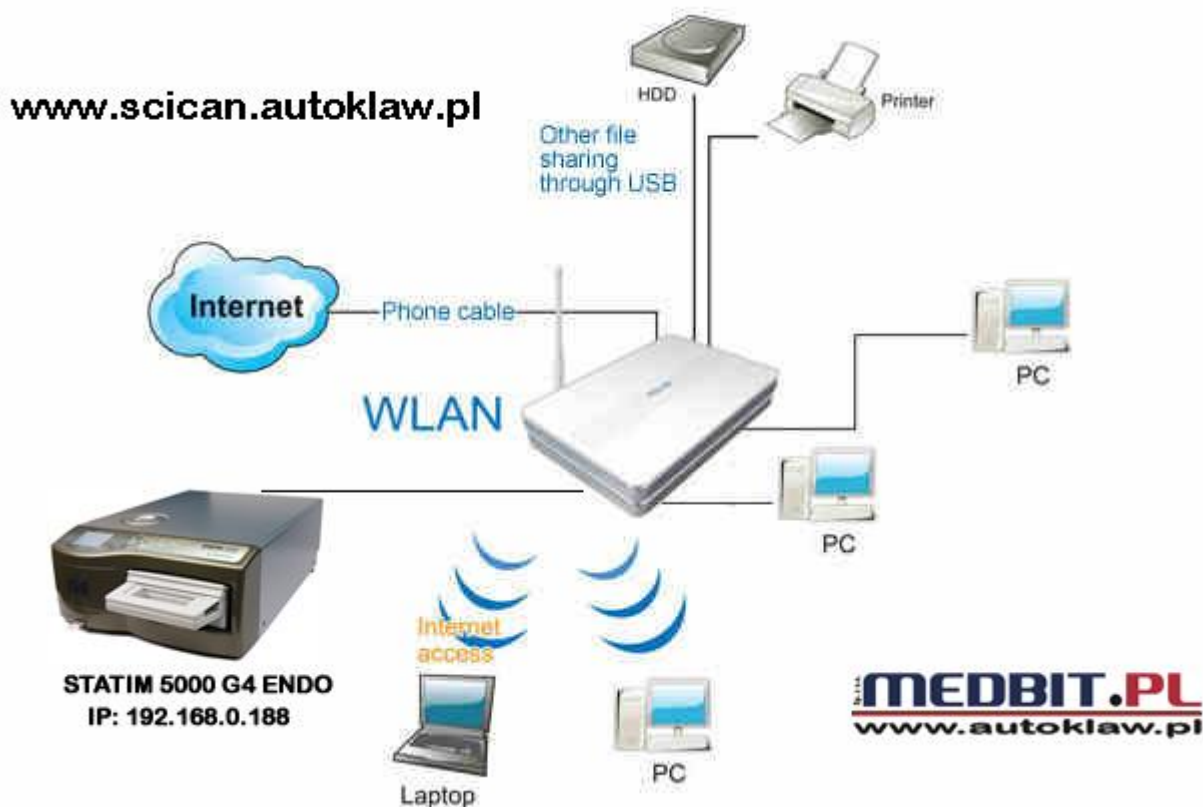 www.scican.autoklaw.pl
HDD
Printer
Other file
sharing
through USB
Internet
Phone cable
WLAN
PC
PC
Internet
access
STATIM 5000 G4 ENDO
IP: 192.168.0.188
Laptop
PC
MEDBIT.PL
www.autoklaw.pl